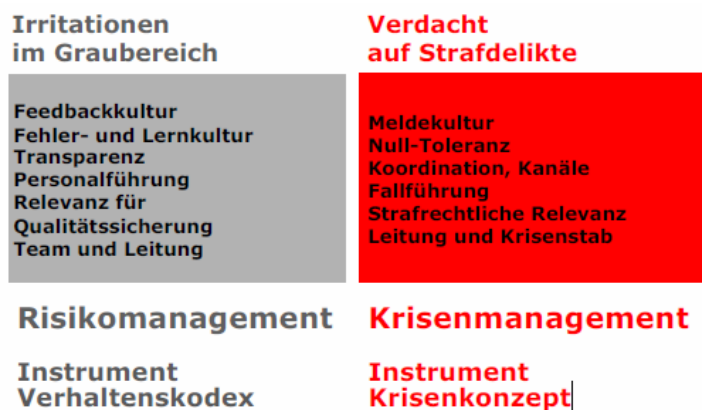 Irritationen
im Graubereich
Feedbackkultur
Fehler- und Lernkultur
Transparenz
Personalführung
Relevanz für
Qualitätssicherung
Team und Leitung
Risikomanagement
Instrument
Verhaltenskodex
Verdacht
auf Strafdelikte
Meldekultur
Null-Toleranz
Koordination, Kanäle
Fallführung
Strafrechtliche Relevanz
Leitung und Krisenstab
Krisenmanagement
Instrument
Krisenkonzept